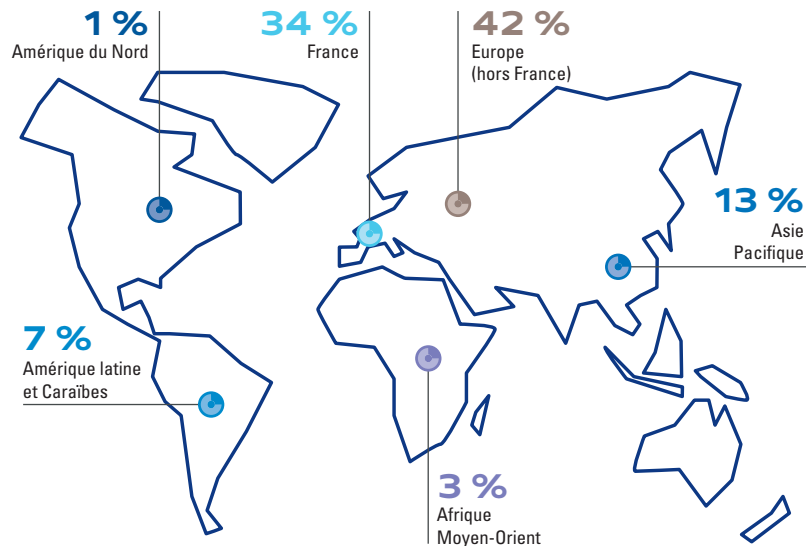 1 %
Amérique du Nord
34 %
France
42 %
Europe
(hors France)
13 %
Asie
Pacifique
7 %
Amérique latine
et Caraïbes
3 %
Afrique
Moyen-Orient